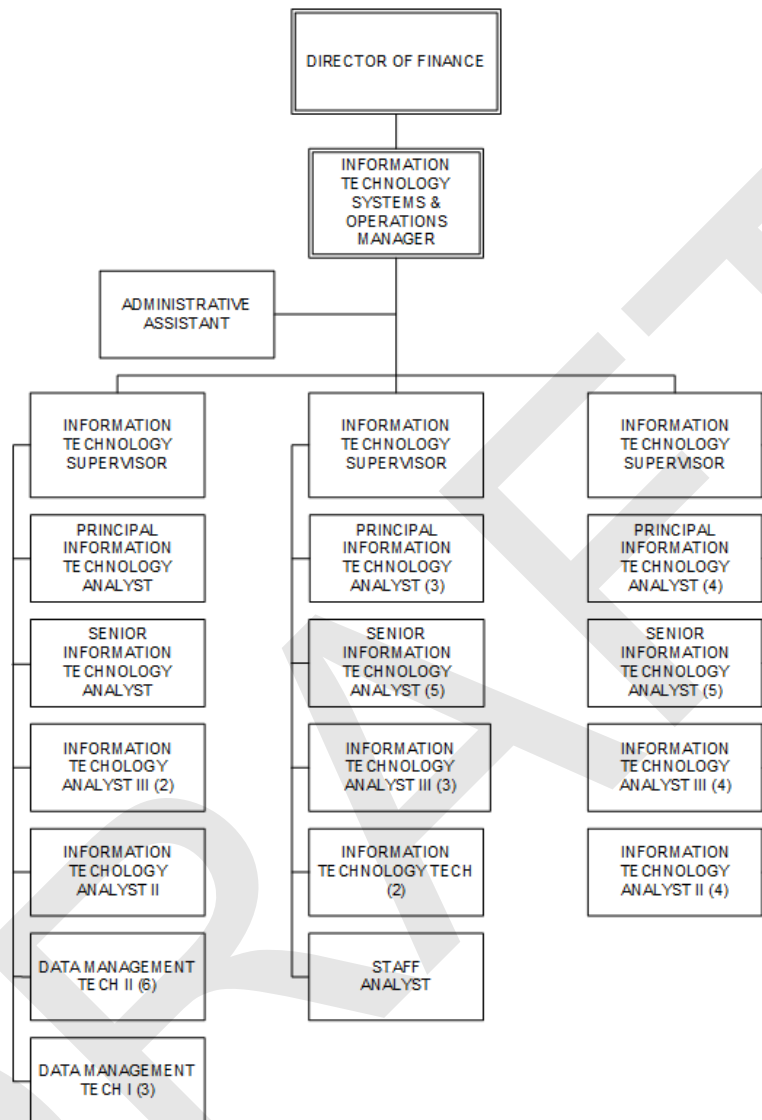 DIRECTOR OF FINANCE
INFORMATION
TECHNOLOGY
SYSTEMS &
OPERATIONS
MANAGER
ADMINISTRATIVE
ASSISTANT
INFORMATION
TECHNOLOGY
SUPERVISOR
PRINCIPAL
INFORMATION
TECHNOLOGY
ANALYST
SENIOR
INFORMATION
TECHNOLOGY
ANALYST
INFORMATION
TECHOLOGY
ANALYST III (2)
INFORMATION
TECHOLOGY
ANALYST II
DATA MANAGEMENT
TECH II (6)
DATA MANAGEMENT
TECH I (3)
INFORMATION
TECHNOLOGY
SUPERVISOR
PRINCIPAL
INFORMATION
TECHNOLOGY
ANALYST (3)
SENIOR
INFORMATION
TECHNOLOGY
ANALYST (5)
INFORMATION
TECHNOLOGY
ANALYST III (3)
INFORMATION
TECHNOLOGY TECH
(2)
STAFF
ANALYST
INFORMATION
TECHNOLOGY
SUPERVISOR
PRINCIPAL
INFORMATION
TECHNOLOGY
ANALYST (4)
SENIOR
INFORMATION
TECHNOLOGY
ANALYST (5)
INFORMATION
TECHNOLOGY
ANALYST III (4)
INFORMATION
TECHNOLOGY
ANALYST II (4)
DRAFT